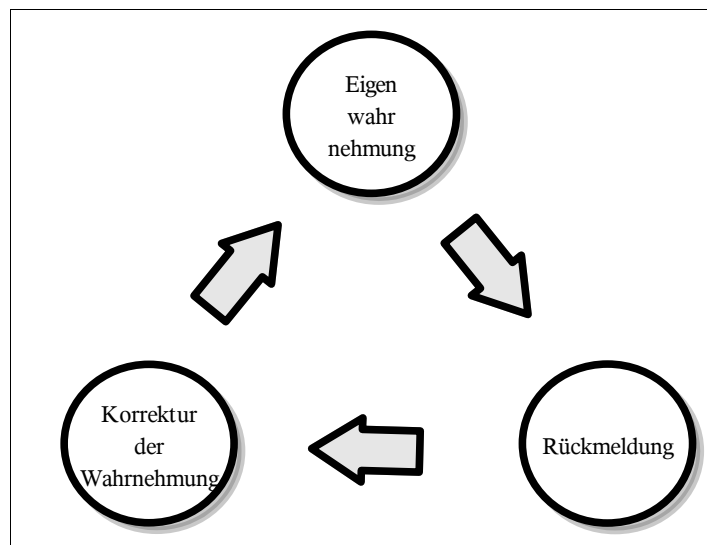 Eigen
wahr
nehmung
Korrektur
der
Wahrnehmung
Rückmeldung